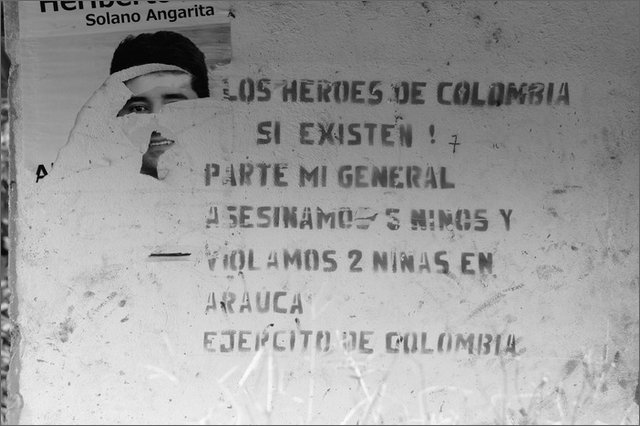 Heriberto
Solano Angarita
LOS HEROES DE COLOMBIA
SI EXISTEN !
PARTE MI GENERAL
ASESINAMOS 3 NINOS Y
VIOLAMOS 2 NINAS EN
ARAUCA
EJERCITO DE COLOMBIA